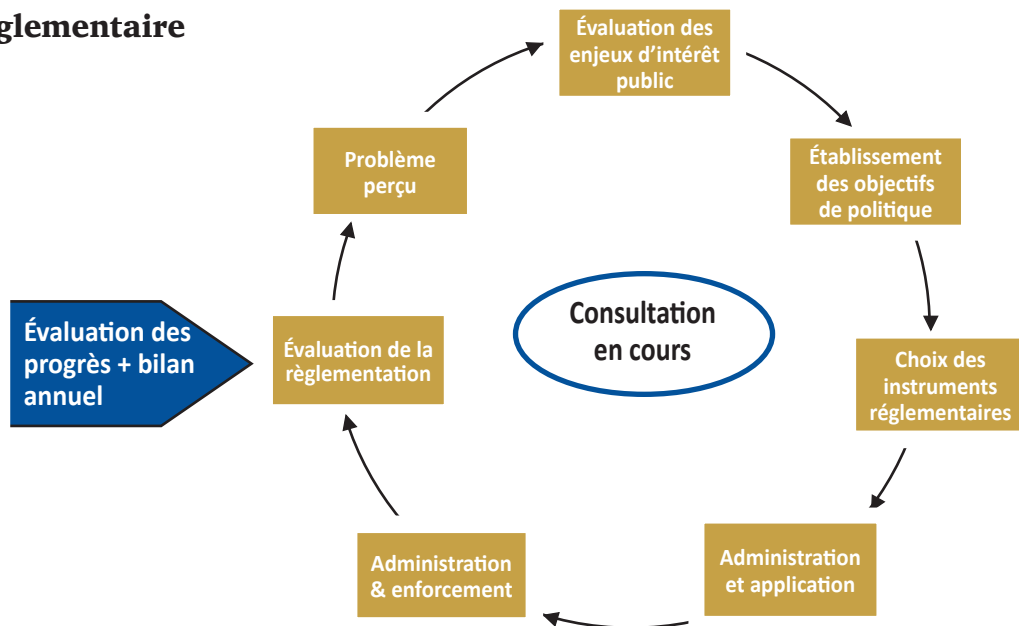 glementaire
Évaluation des
enjeux d'intérêt
public
Problème
perçu
Établissement
des objectifs
de politique
Évaluation des
progrès + bilan
annuel
Évaluation de la
règlementation
Consultation
en cours
Choix des
instruments
réglementaires
Administration
& enforcement
Administration
et application